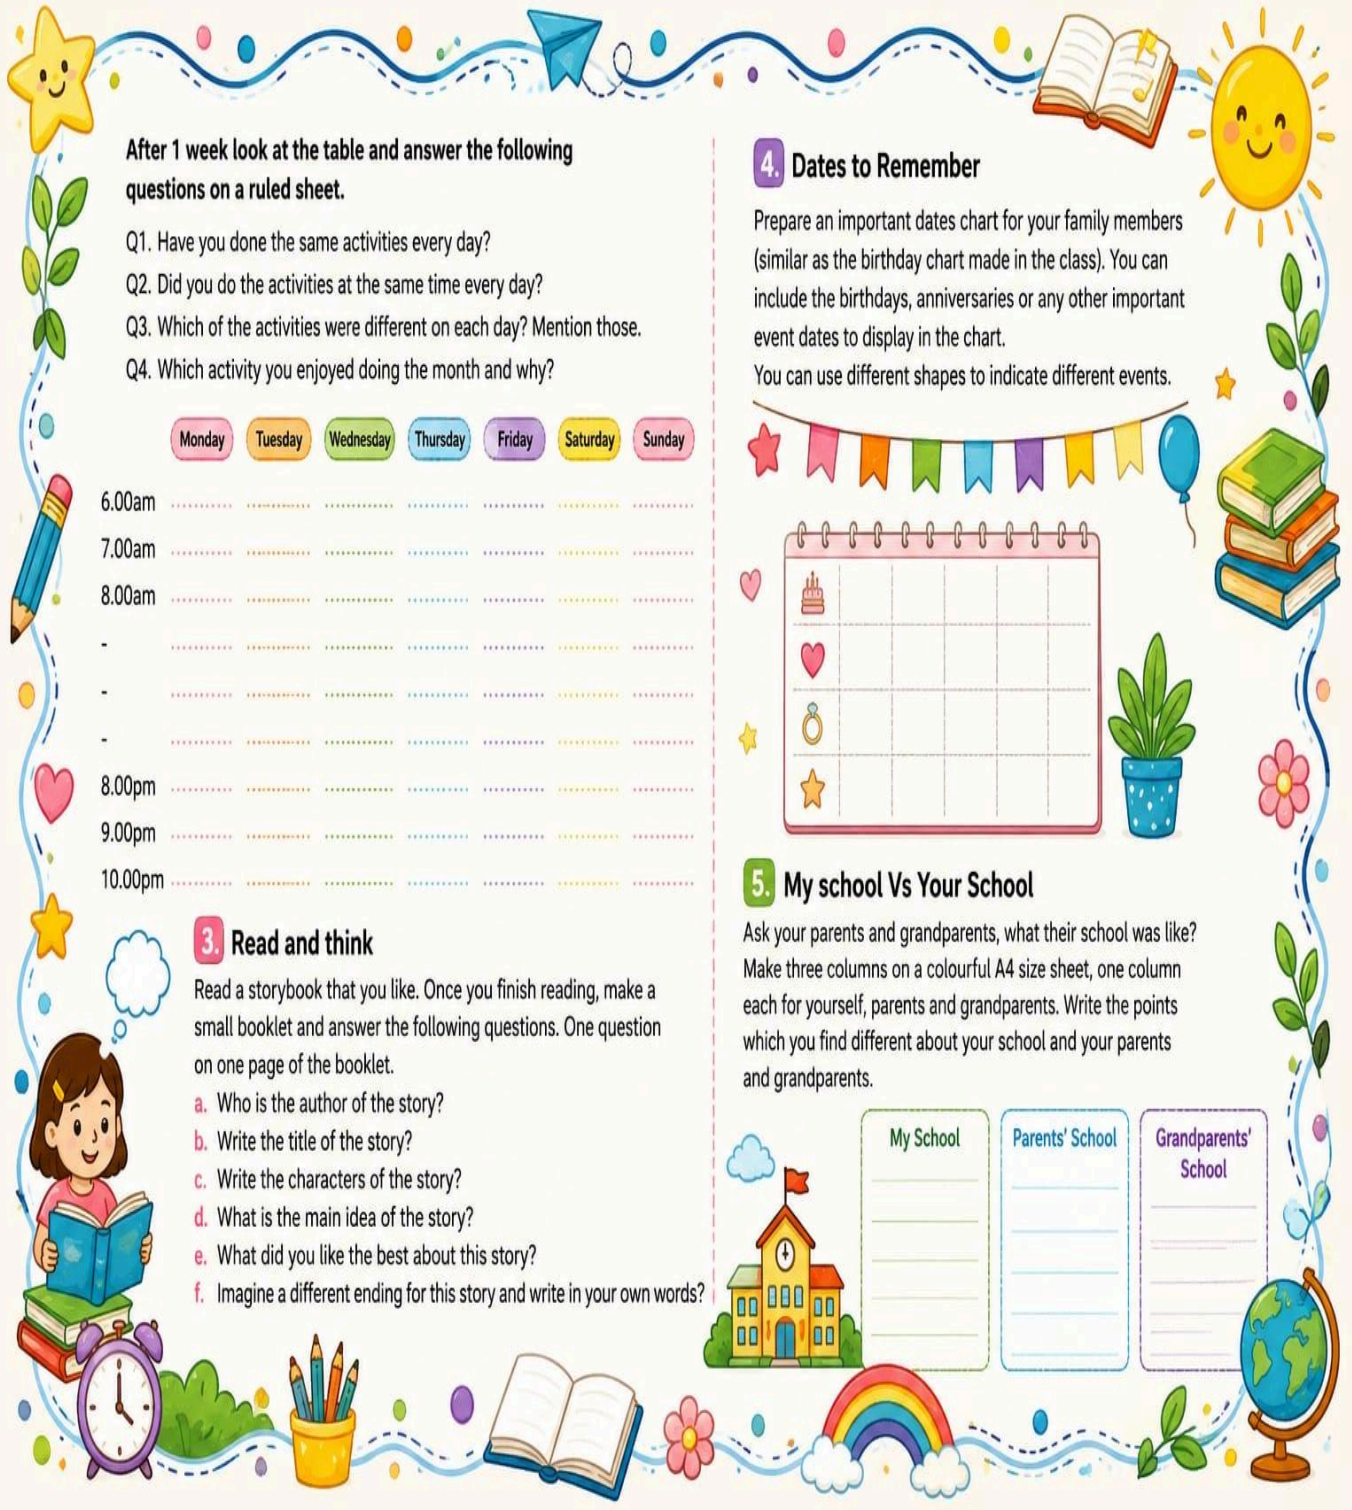 After 1 week look at the table and answer the following
questions on a ruled sheet.
Q1. Have you done the same activities every day?
Q2. Did you do the activities at the same time every day?
Q3. Which of the activities were different on each day? Mention those.
Q4. Which activity you enjoyed doing the month and why?
Monday Tuesday Wednesday Thursday Friday Saturday Sunday
6.00am
7.00am
8.00am
-
-
-
8.00pm
9.00pm
10.00pm
3. Read and think
Read a storybook that you like. Once you finish reading, make a
small booklet and answer the following questions. One question
on one page of the booklet.
a. Who is the author of the story?
b. Write the title of the story?
c. Write the characters of the story?
d. What is the main idea of the story?
e. What did you like the best about this story?
f. Imagine a different ending for this story and write in your own words?
4. Dates to Remember
Prepare an important dates chart for your family members
(similar as the birthday chart made in the class). You can
include the birthdays, anniversaries or any other important
event dates to display in the chart.
You can use different shapes to indicate different events.
5. My school Vs Your School
Ask your parents and grandparents, what their school was like?
Make three columns on a colourful A4 size sheet, one column
each for yourself, parents and grandparents. Write the points
which you find different about your school and your parents
and grandparents.
My School
Parents' School
Grandparents'
School